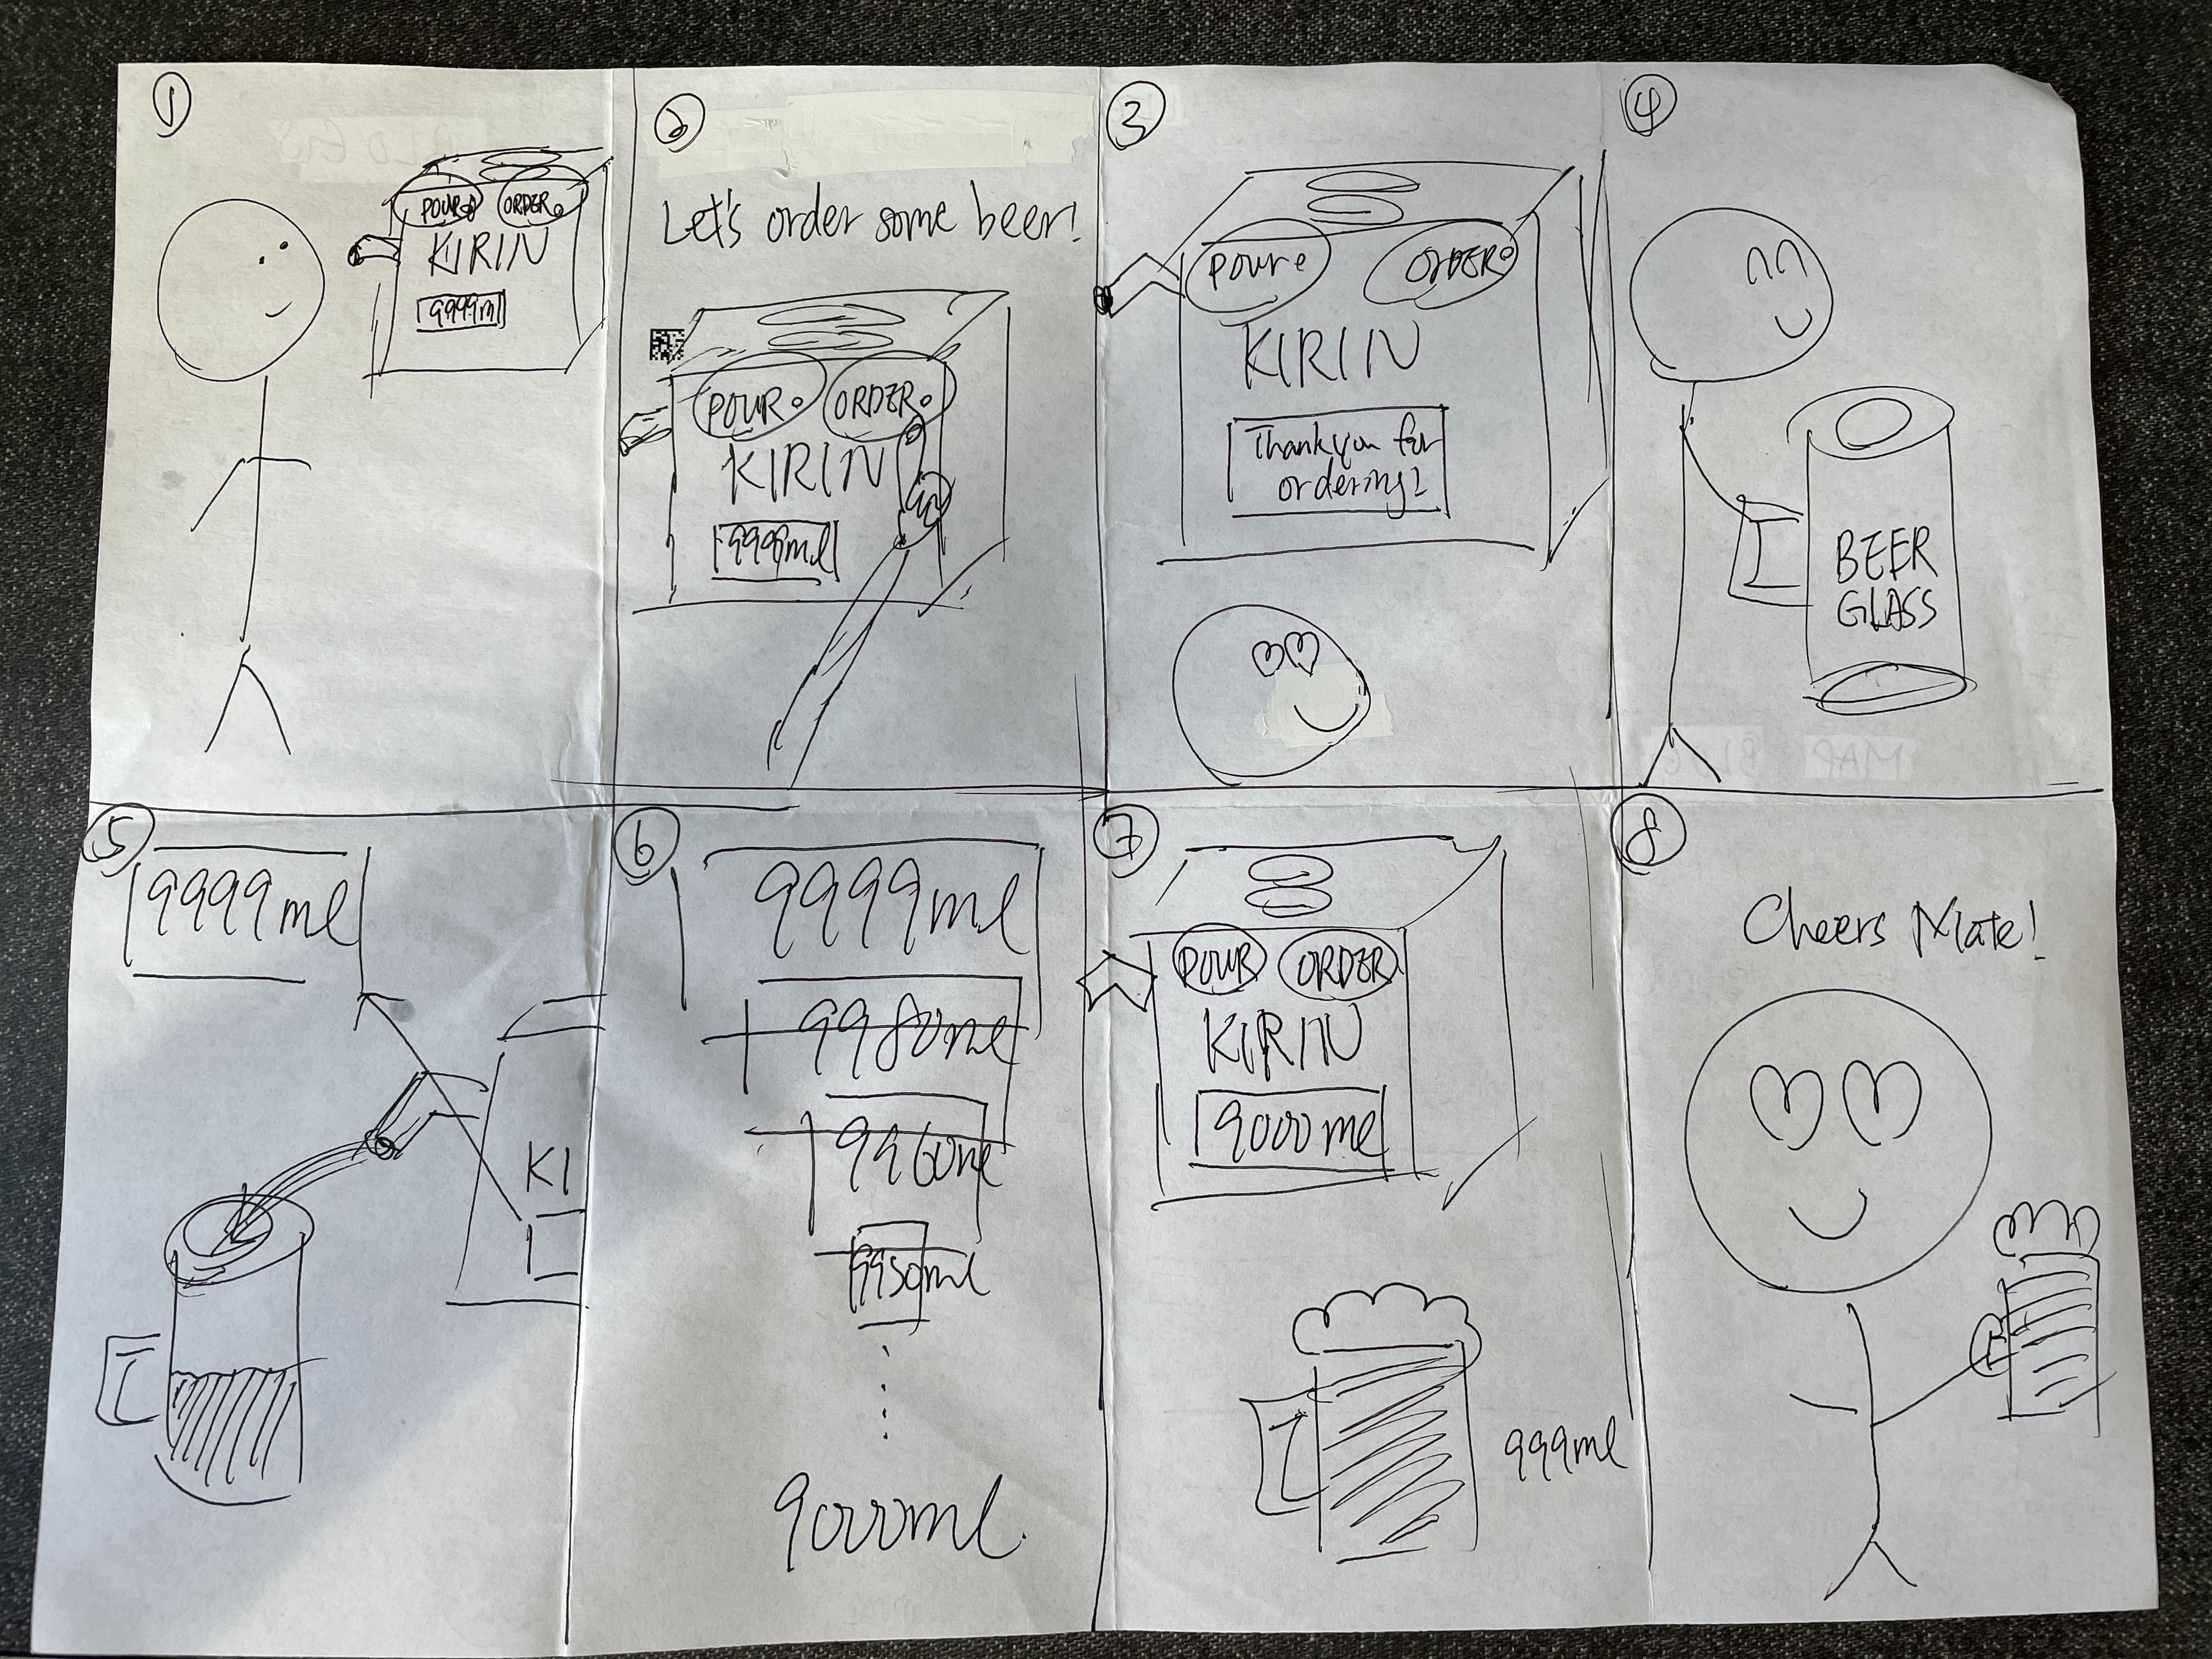 1
POUR ORDER
KIRIN
9999ml
2
Let's order some beer!
POUR ORDER
KIRIN
9999ml
3
Pour ORDER
KIRIN
Thank you for
ordering!
4
BEER
GLASS
5
9999ml
KI
6
9999ml
9980ml
9960ml
9950ml
9000ml
7
POUR ORDER
KIRIN
9000ml
999ml
8
Cheers Mate!